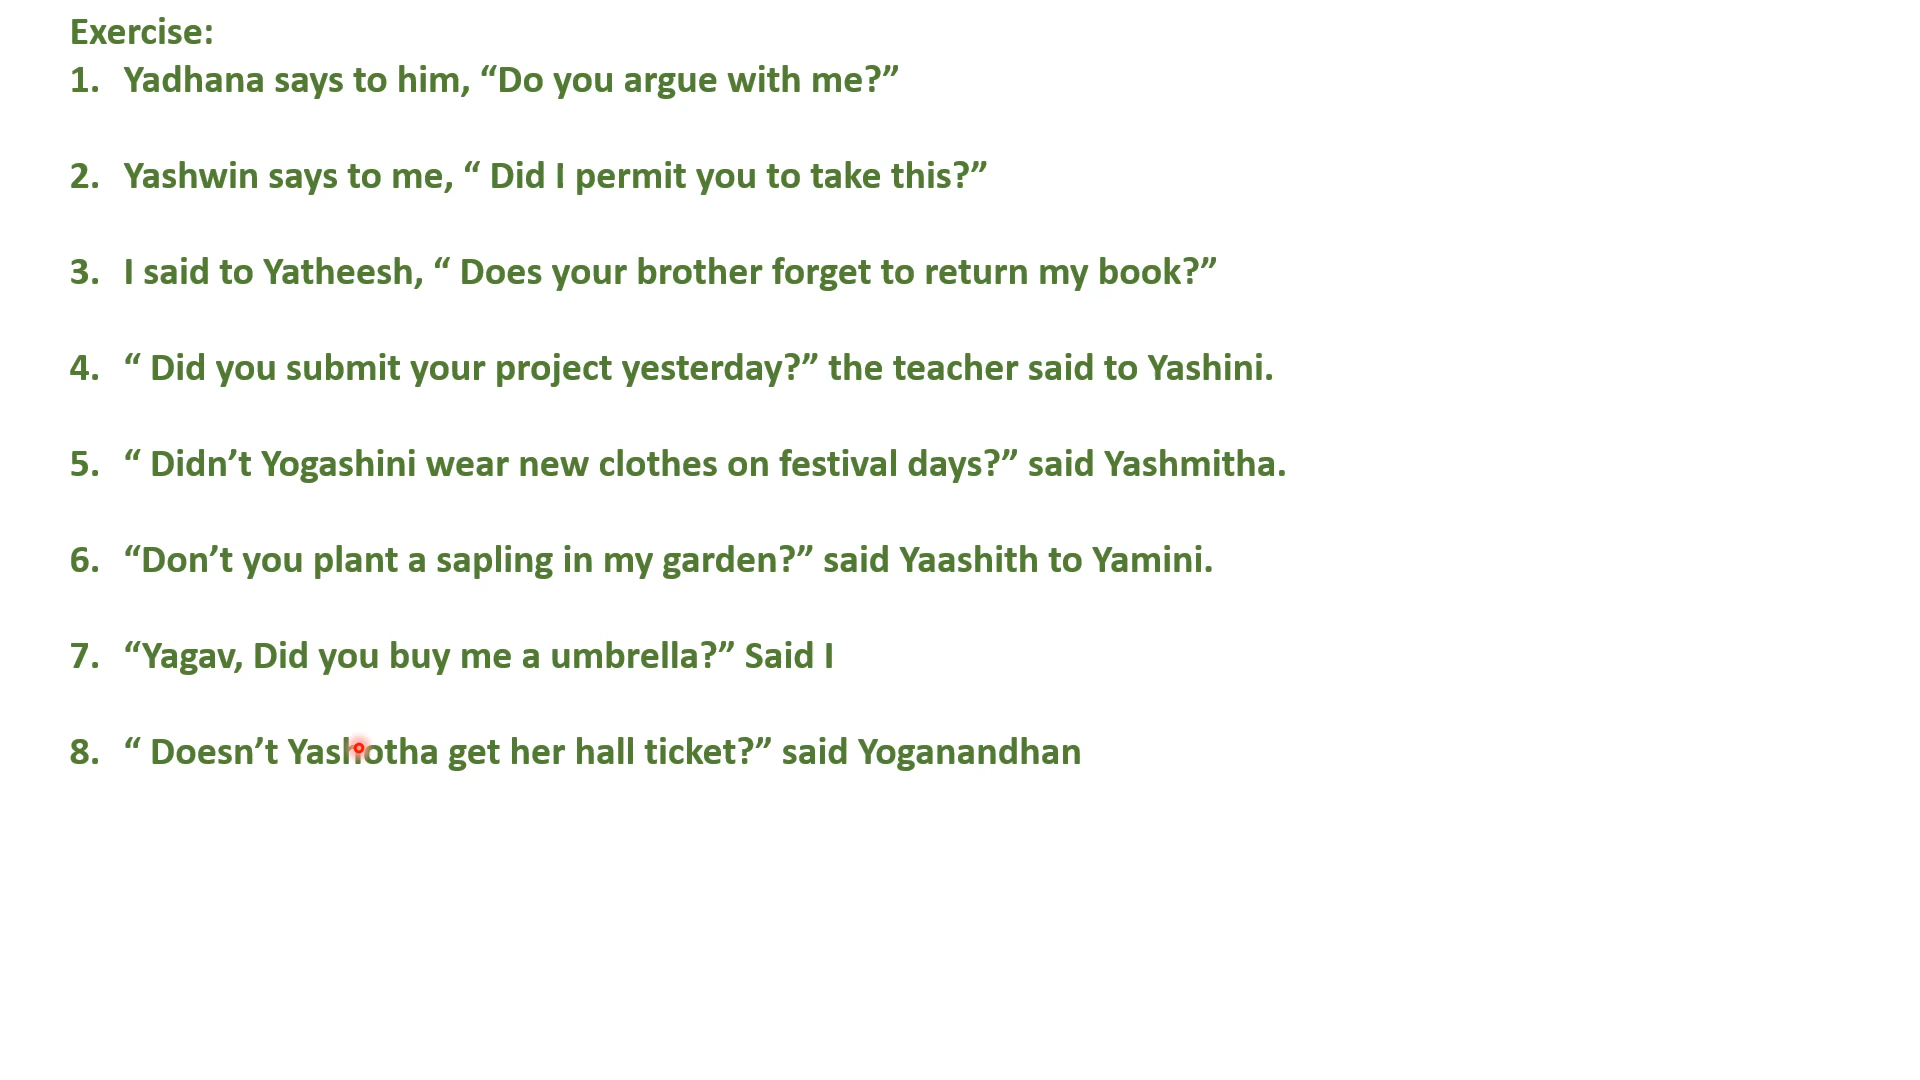 Exercise:
1. Yadhana says to him, “Do you argue with me?”
2. Yashwin says to me, “ Did I permit you to take this?”
3. I said to Yatheesh, “ Does your brother forget to return my book?”
4. “ Did you submit your project yesterday?” the teacher said to Yashini.
5. “ Didn’t Yogashini wear new clothes on festival days?” said Yashmitha.
6. “Don’t you plant a sapling in my garden?” said Yaashith to Yamini.
7. “Yagav, Did you buy me a umbrella?” Said I
8. “ Doesn’t Yashotha get her hall ticket?” said Yoganandhan